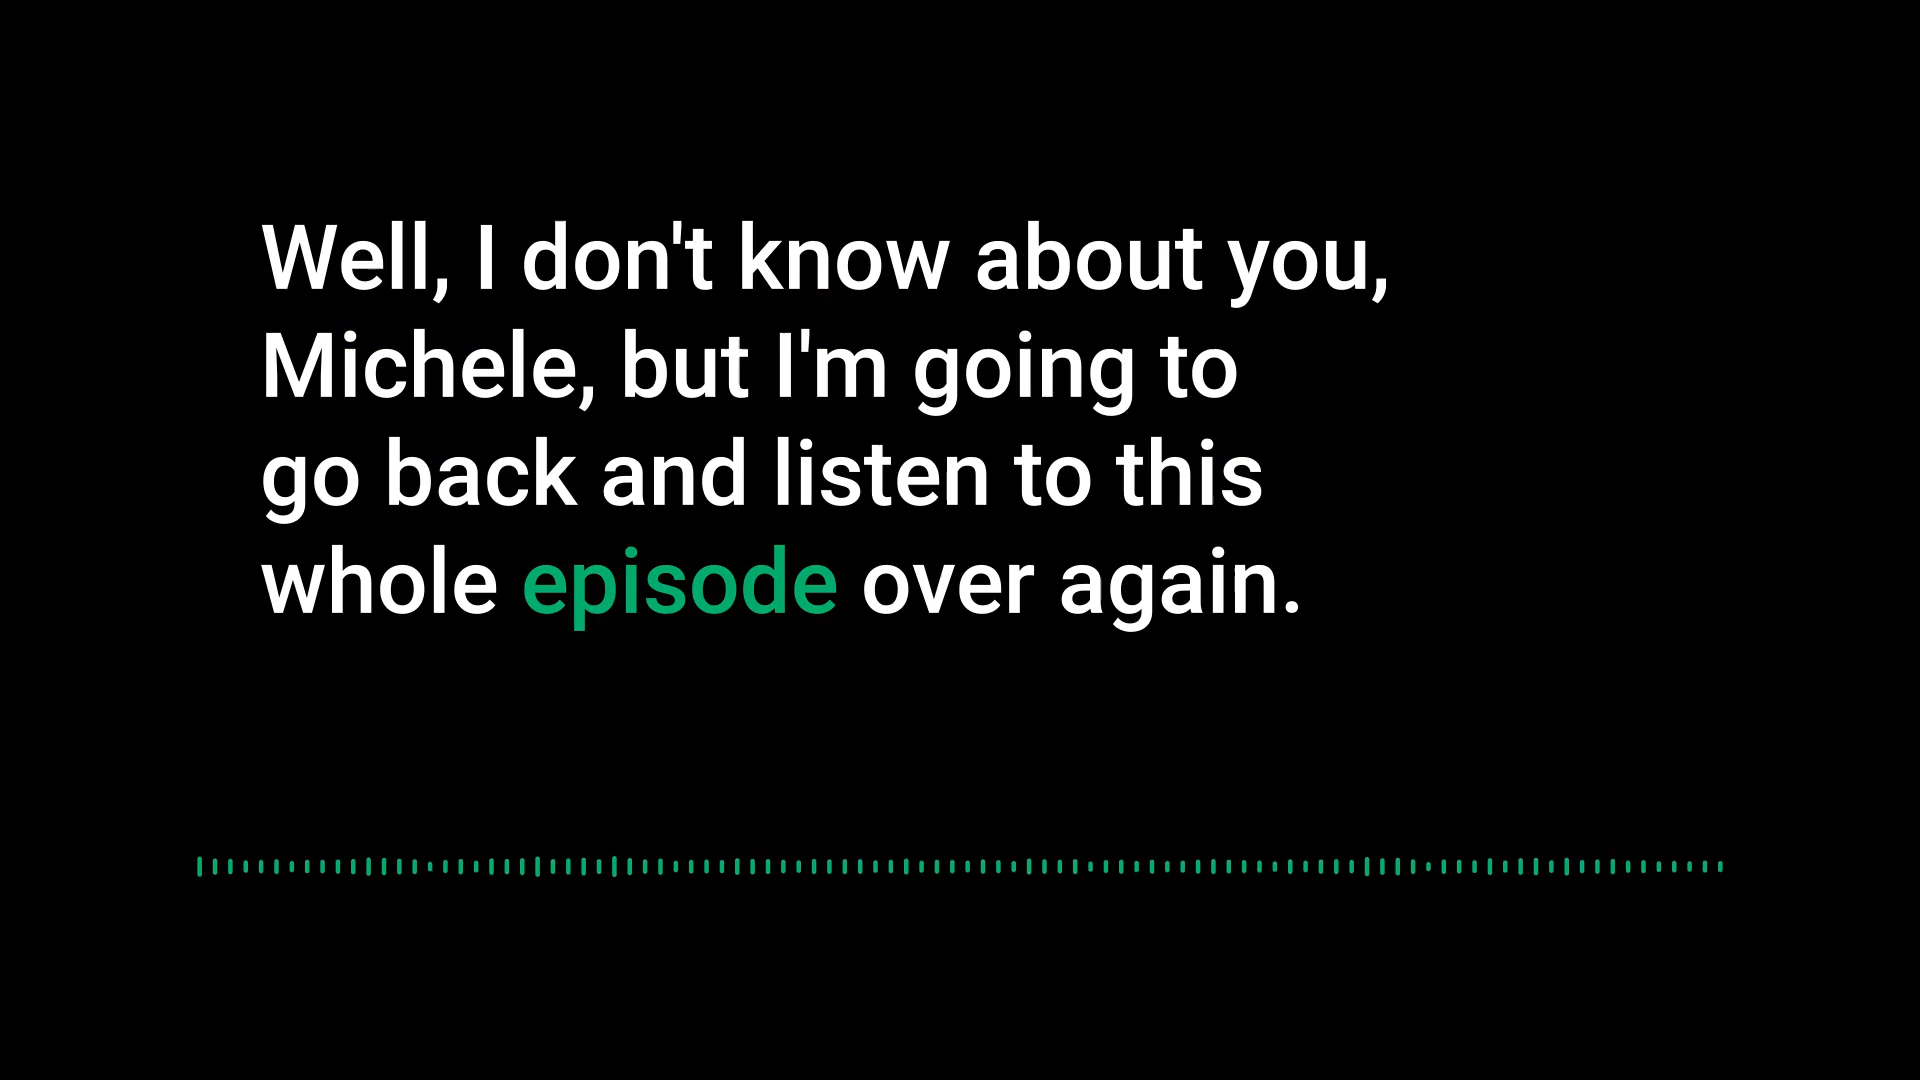 Well, I don't know about you,
Michele, but I'm going to
go back and listen to this
whole episode over again.